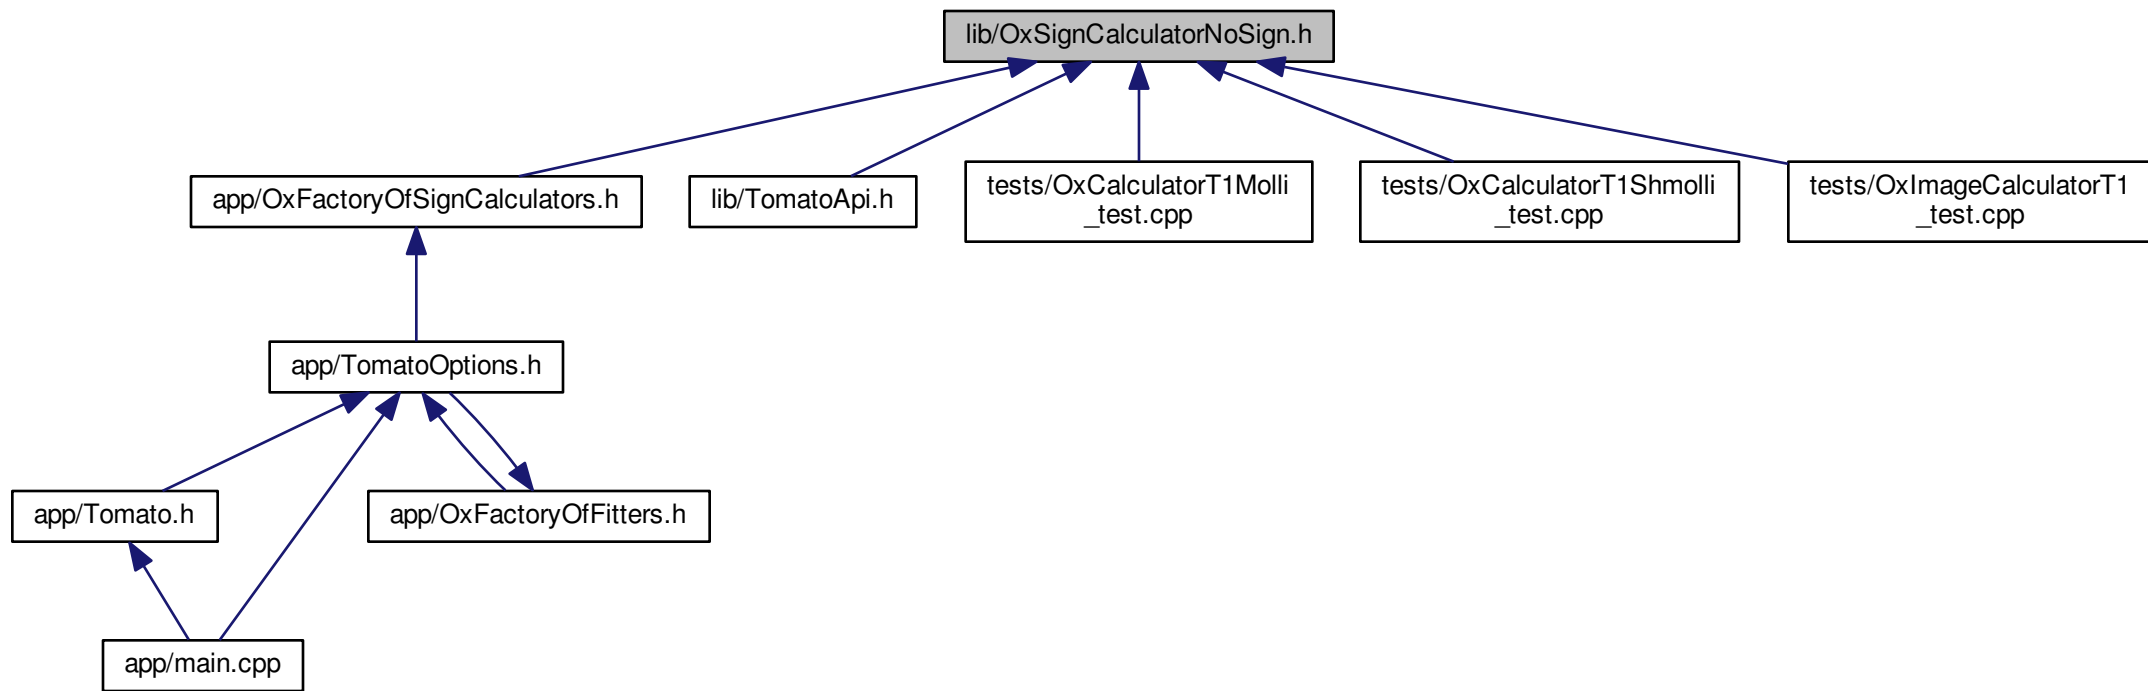 lib/OxSignCalculatorNoSign.h
app/OxFactoryOfSignCalculators.h
lib/TomatoApi.h
tests/OxCalculatorT1Molli
_test.cpp
tests/OxCalculatorT1Shmolli
_test.cpp
tests/OxImageCalculatorT1
_test.cpp
app/TomatoOptions.h
app/Tomato.h
app/OxFactoryOfFitters.h
app/main.cpp